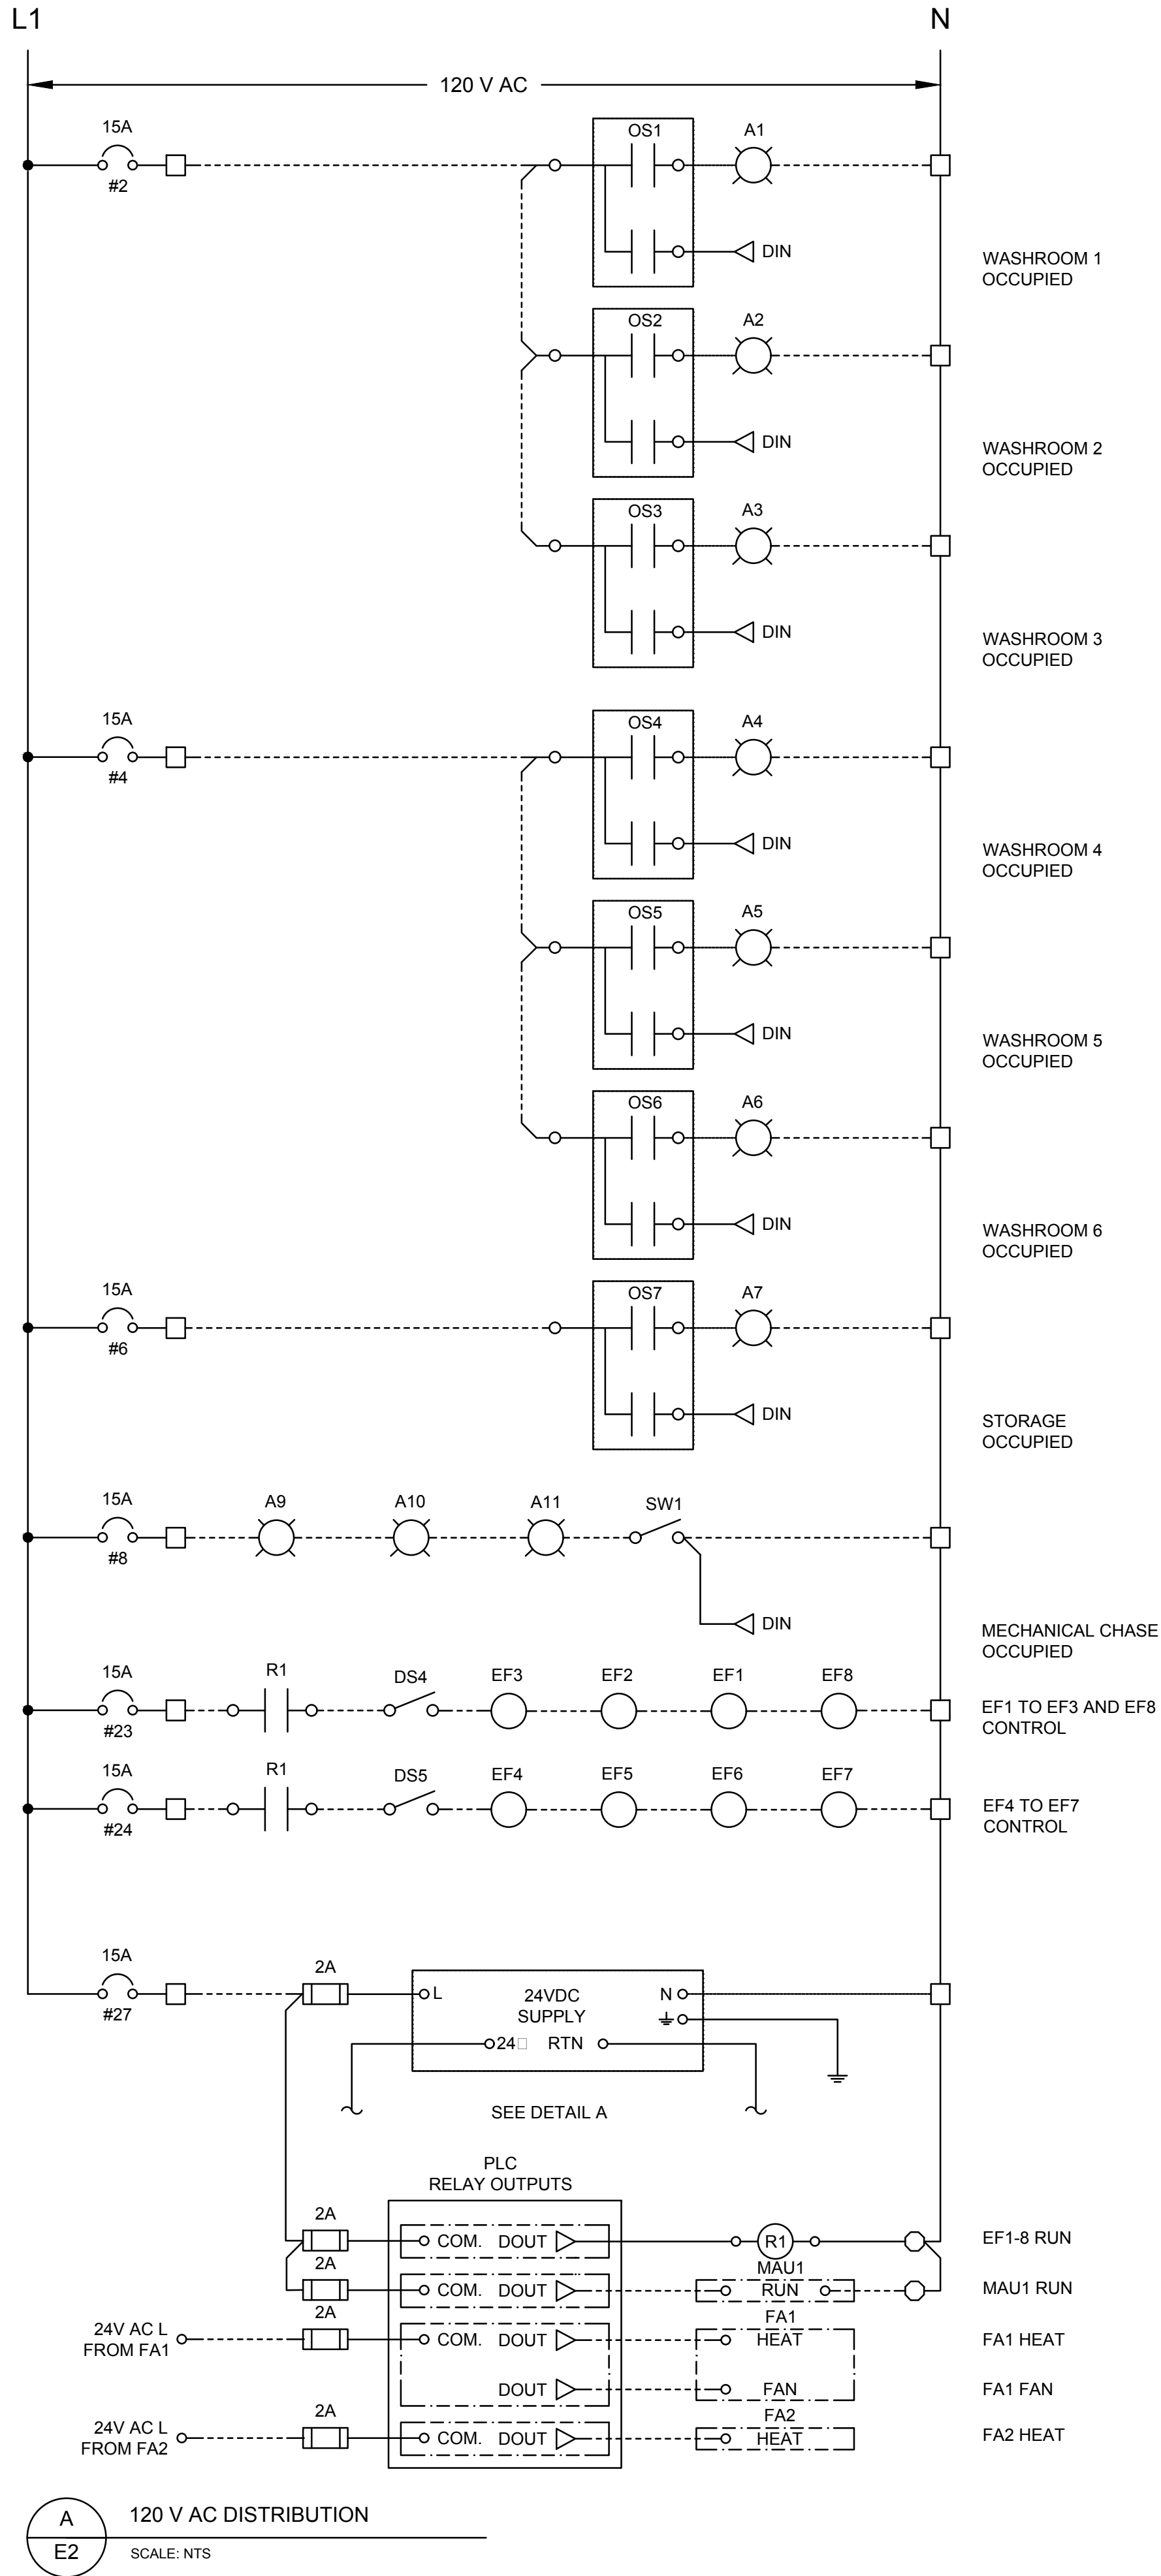 L1 N
120 V AC
15A OS1 A1
#2
DIN
WASHROOM 1
OCCUPIED
OS2 A2
DIN
WASHROOM 2
OCCUPIED
OS3 A3
DIN
WASHROOM 3
OCCUPIED
15A OS4 A4
#4
DIN
WASHROOM 4
OCCUPIED
OS5 A5
DIN
WASHROOM 5
OCCUPIED
OS6 A6
DIN
WASHROOM 6
OCCUPIED
15A OS7 A7
#6
DIN
STORAGE
OCCUPIED
15A A9 A10 A11 SW1
#8
DIN
MECHANICAL CHASE
OCCUPIED
15A R1 DS4 EF3 EF2 EF1 EF8
#23
EF1 TO EF3 AND EF8
CONTROL
15A R1 DS5 EF4 EF5 EF6 EF7
#24
EF4 TO EF7
CONTROL
15A 2A
#27
L 24VDC N
SUPPLY
24□ RTN
SEE DETAIL A
PLC
RELAY OUTPUTS
2A
COM. DOUT R1 EF1-8 RUN
2A MAU1
COM. DOUT RUN MAU1 RUN
2A FA1
24V AC L
FROM FA1
COM. DOUT HEAT FA1 HEAT
DOUT FAN FA1 FAN
2A FA2
24V AC L
FROM FA2
COM. DOUT HEAT FA2 HEAT
A 120 V AC DISTRIBUTION
E2 SCALE: NTS